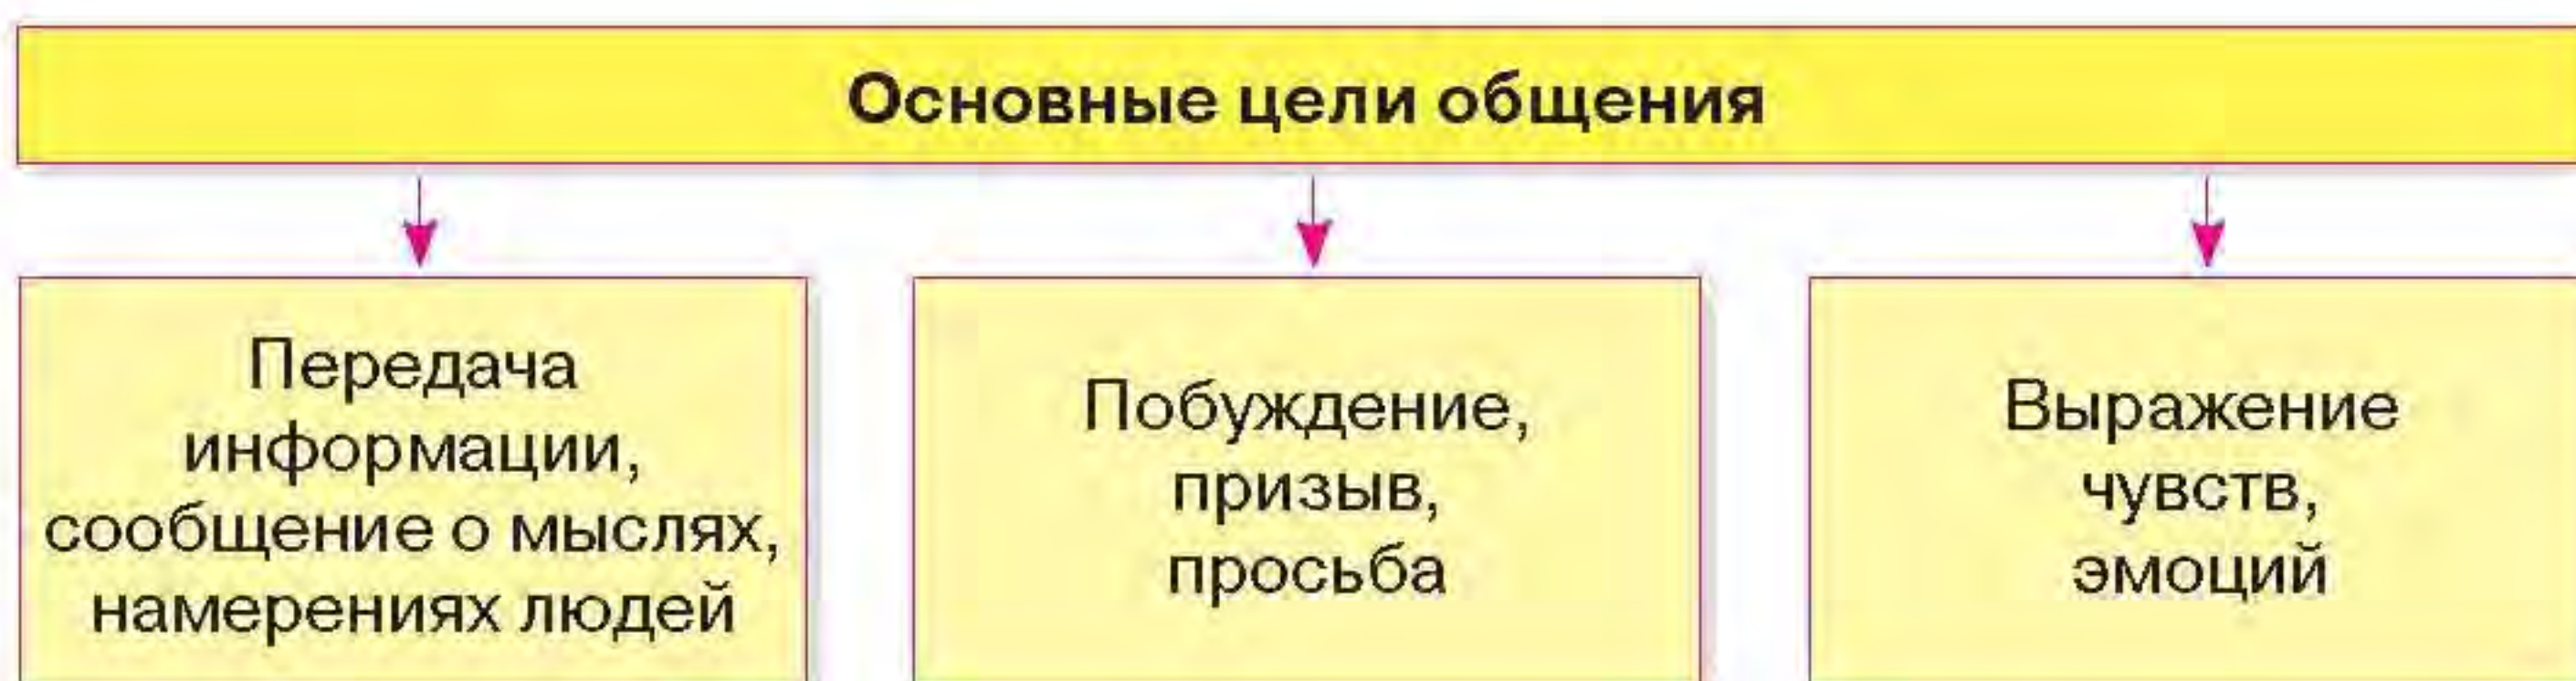 Основные цели общения
Передача
информации,
сообщение о мыслях,
намерениях людей
Побуждение,
призыв,
просьба
Выражение
чувств,
эмоций